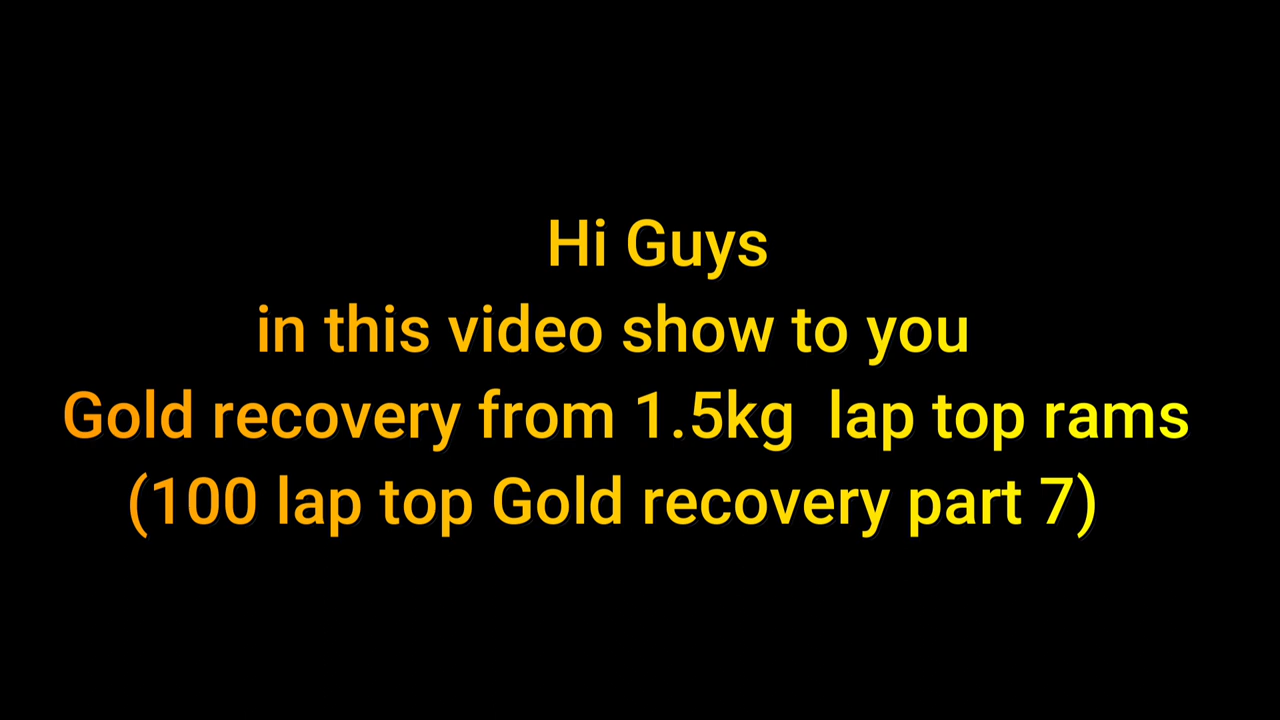 Hi Guys
in this video show to you
Gold recovery from 1.5kg  lap top rams
(100 lap top Gold recovery part 7)